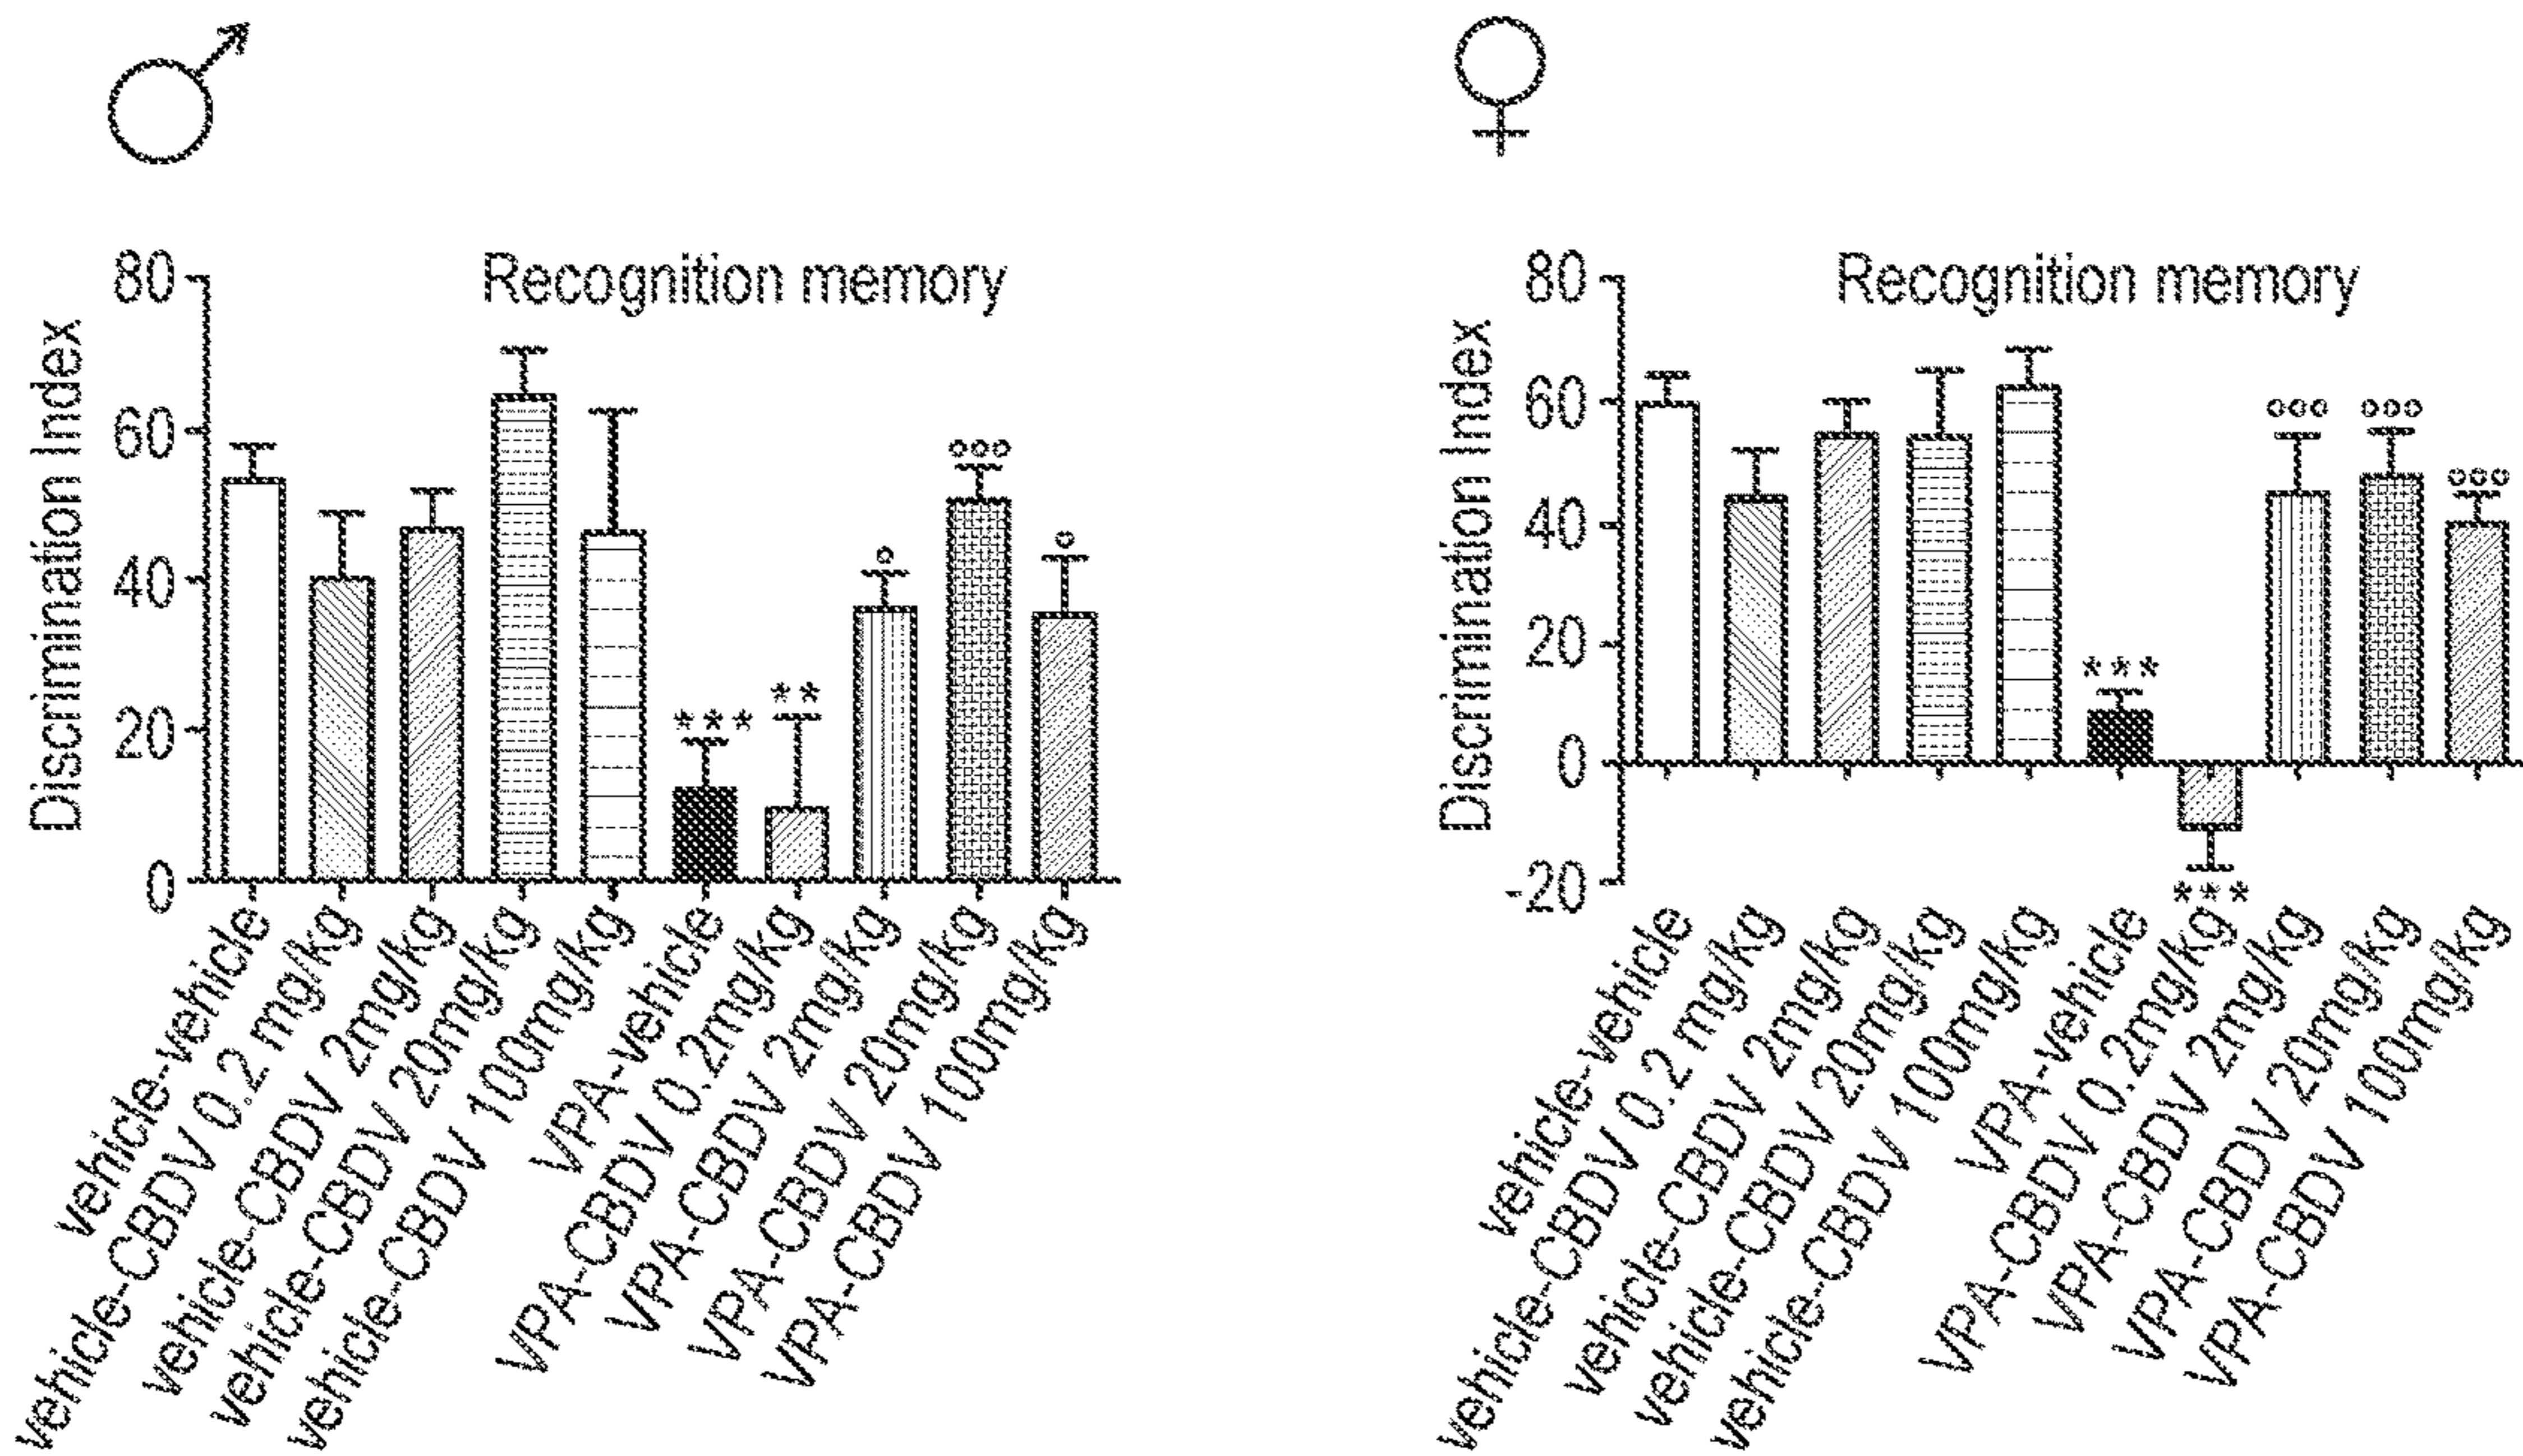 Recognition memory
Discrimination Index
80
60
40
20
0
***
**
°
°°°
°
vehicle-vehicle
vehicle-CBDV 0.2 mg/kg
vehicle-CBDV 2mg/kg
vehicle-CBDV 20mg/kg
vehicle-CBDV 100mg/kg
VPA-vehicle
VPA-CBDV 0.2mg/kg
VPA-CBDV 2mg/kg
VPA-CBDV 20mg/kg
VPA-CBDV 100mg/kg
Recognition memory
Discrimination Index
80
60
40
20
0
-20
***
***
°°°
°°°
°°°
vehicle-vehicle
vehicle-CBDV 0.2 mg/kg
vehicle-CBDV 2mg/kg
vehicle-CBDV 20mg/kg
vehicle-CBDV 100mg/kg
VPA-vehicle
VPA-CBDV 0.2mg/kg
VPA-CBDV 2mg/kg
VPA-CBDV 20mg/kg
VPA-CBDV 100mg/kg